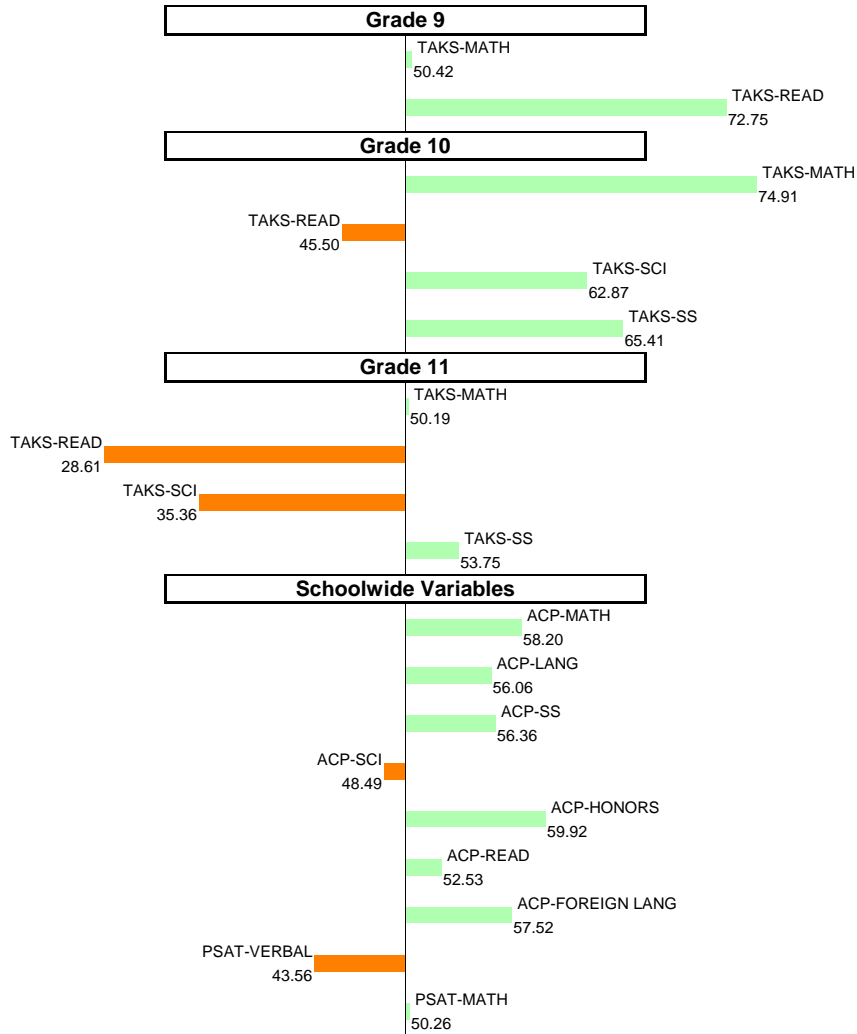 Grade 9
TAKS-MATH
50.42
TAKS-READ
72.75
Grade 10
TAKS-MATH
74.91
TAKS-READ
45.50
TAKS-SCI
62.87
TAKS-SS
65.41
Grade 11
TAKS-MATH
50.19
TAKS-READ
28.61
TAKS-SCI
35.36
TAKS-SS
53.75
Schoolwide Variables
ACP-MATH
58.20
ACP-LANG
56.06
ACP-SS
56.36
ACP-SCI
48.49
ACP-HONORS
59.92
ACP-READ
52.53
ACP-FOREIGN LANG
57.52
PSAT-VERBAL
43.56
PSAT-MATH
50.26